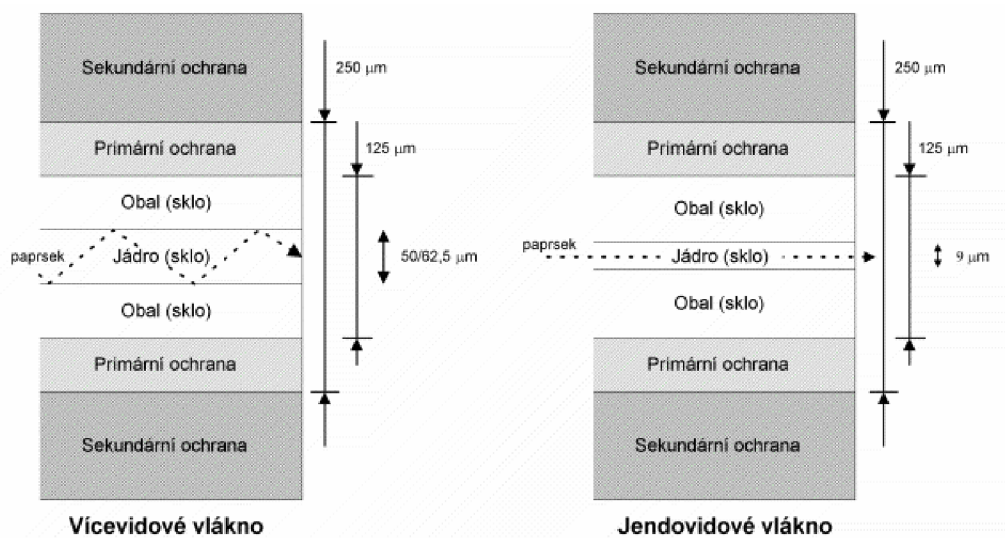 Sekundární ochrana
250 µm
Primární ochrana
125 µm
Obal (sklo)
paprsek
Jádro (sklo)
50/62,5 µm
Obal (sklo)
Primární ochrana
Sekundární ochrana
Vícevidové vlákno
Sekundární ochrana
250 µm
Primární ochrana
125 µm
Obal (sklo)
paprsek
Jádro (sklo)
9 µm
Obal (sklo)
Primární ochrana
Sekundární ochrana
Jendovidové vlákno